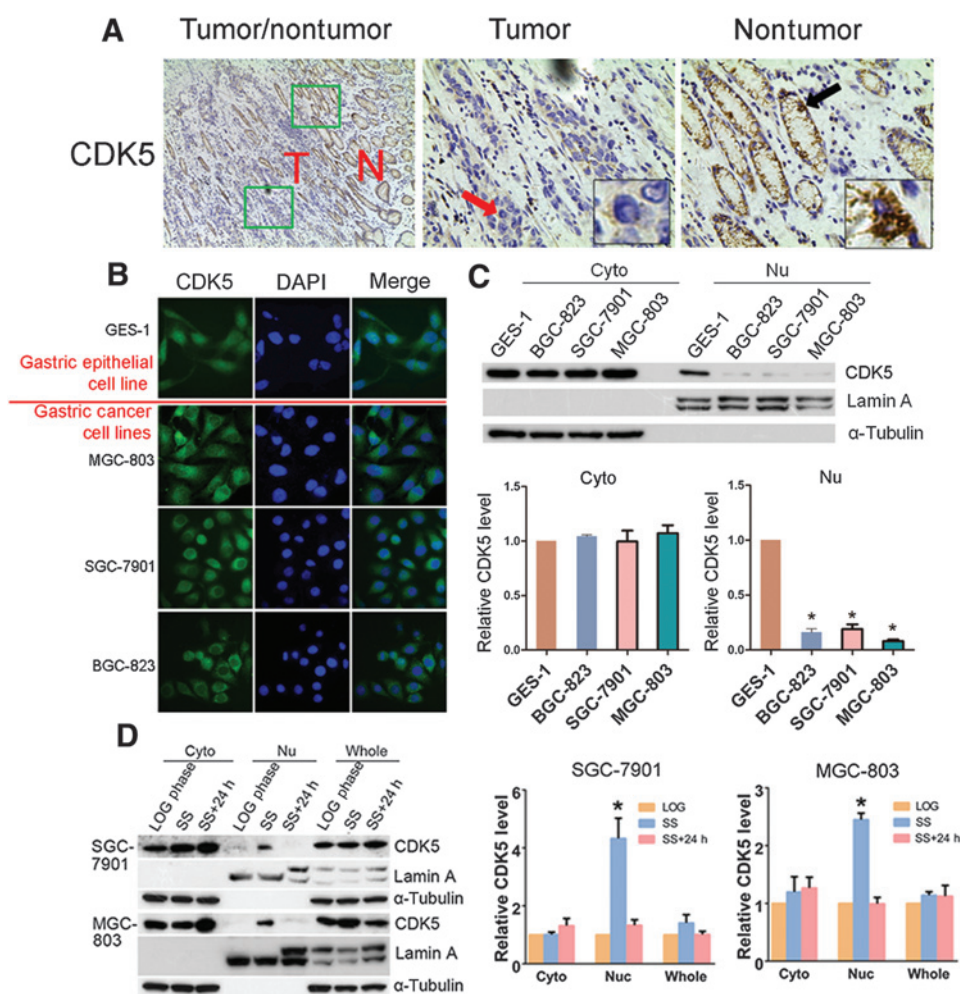 A
Tumor/nontumor
Tumor
Nontumor
CDK5
T
N
B
CDK5
DAPI
Merge
GES-1
Gastric epithelial
cell line
Gastric cancer
cell lines
MGC-803
SGC-7901
BGC-823
C
Cyto
Nu
GES-1
BGC-823
SGC-7901
MGC-803
GES-1
BGC-823
SGC-7901
MGC-803
CDK5
Lamin A
α-Tubulin
Cyto
Relative CDK5 level
1.5
1.0
0.5
0.0
GES-1
BGC-823
SGC-7901
MGC-803
Nu
Relative CDK5 level
1.5
1.0
0.5
0.0
*
*
*
GES-1
BGC-823
SGC-7901
MGC-803
D
Cyto
Nu
Whole
LOG phase
SS
SS+24 h
LOG phase
SS
SS+24 h
LOG phase
SS
SS+24 h
SGC-
7901
CDK5
Lamin A
α-Tubulin
MGC-
803
CDK5
Lamin A
α-Tubulin
SGC-7901
Relative CDK5 level
6
4
2
0
*
LOG
SS
SS+24 h
Cyto
Nuc
Whole
MGC-803
Relative CDK5 level
3
2
1
0
*
LOG
SS
SS+24 h
Cyto
Nuc
Whole